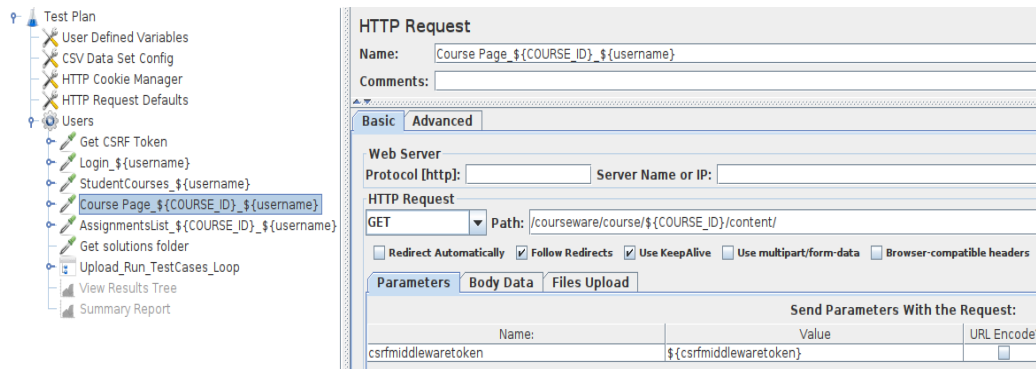 Test Plan
User Defined Variables
CSV Data Set Config
HTTP Cookie Manager
HTTP Request Defaults
Users
Get CSRF Token
Login_${username}
StudentCourses_${username}
Course Page_${COURSE_ID}_${username}
AssignmentsList_${COURSE_ID}_${username}
Get solutions folder
Upload_Run_TestCases_Loop
View Results Tree
Summary Report
HTTP Request
Name: Course Page_${COURSE_ID}_${username}
Comments:
Basic Advanced
Web Server
Protocol [http]: Server Name or IP:
HTTP Request
GET Path: /courseware/course/${COURSE_ID}/content/
Redirect Automatically Follow Redirects Use KeepAlive Use multipart/form-data Browser-compatible headers
Parameters Body Data Files Upload
Send Parameters With the Request:
Name: Value URL Encode?
csrfmiddlewaretoken ${csrfmiddlewaretoken}